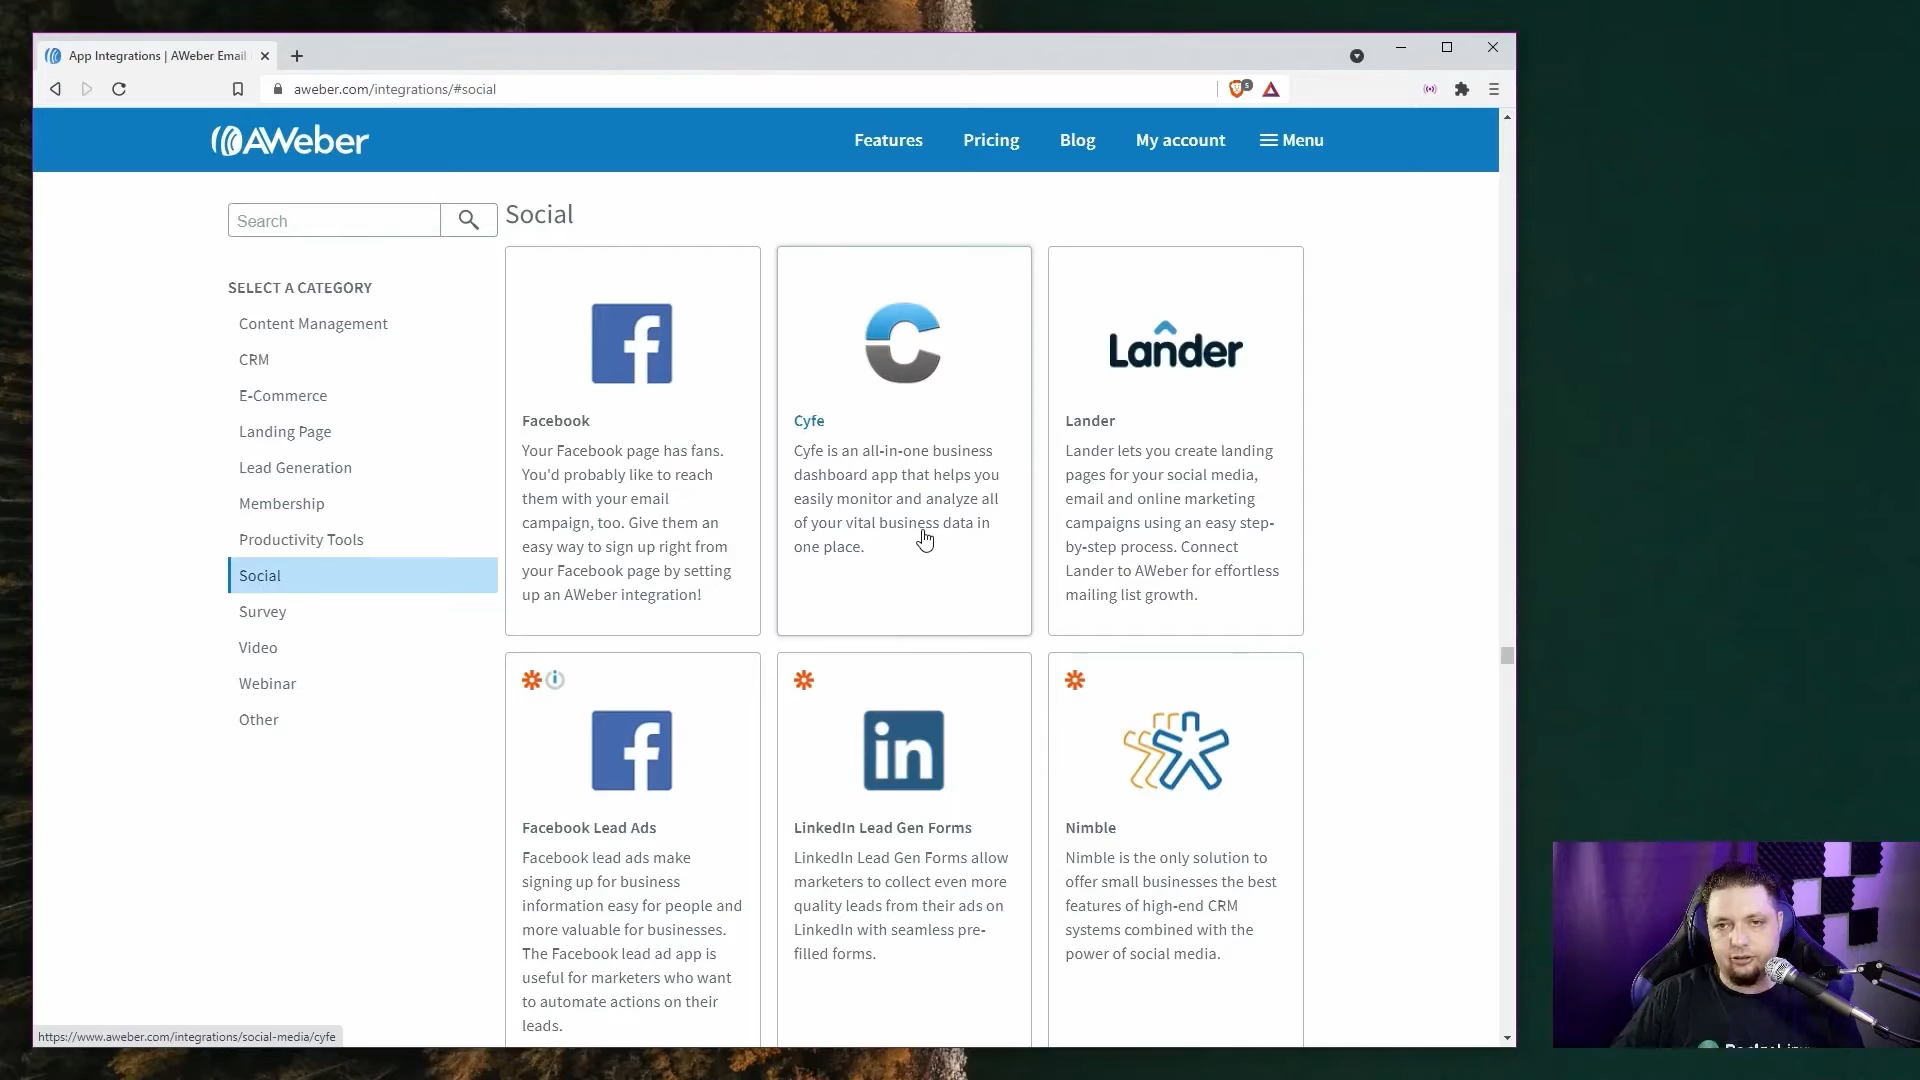 App Integrations | AWeber Email
aweber.com/integrations/#social
5
AWeber
Features
Pricing
Blog
My account
Menu
Search
SELECT A CATEGORY
Content Management
CRM
E-Commerce
Landing Page
Lead Generation
Membership
Productivity Tools
Social
Survey
Video
Webinar
Other
Social
Facebook
Your Facebook page has fans.
You'd probably like to reach
them with your email
campaign, too. Give them an
easy way to sign up right from
your Facebook page by setting
up an AWeber integration!
Cyfe
Cyfe is an all-in-one business
dashboard app that helps you
easily monitor and analyze all
of your vital business data in
one place.
Lander
Lander
Lander lets you create landing
pages for your social media,
email and online marketing
campaigns using an easy step-
by-step process. Connect
Lander to AWeber for effortless
mailing list growth.
Facebook Lead Ads
Facebook lead ads make
signing up for business
information easy for people and
more valuable for businesses.
The Facebook lead ad app is
useful for marketers who want
to automate actions on their
leads.
in
LinkedIn Lead Gen Forms
LinkedIn Lead Gen Forms allow
marketers to collect even more
quality leads from their ads on
LinkedIn with seamless pre-
filled forms.
Nimble
Nimble is the only solution to
offer small businesses the best
features of high-end CRM
systems combined with the
power of social media.
https://www.aweber.com/integrations/social-media/cyfe